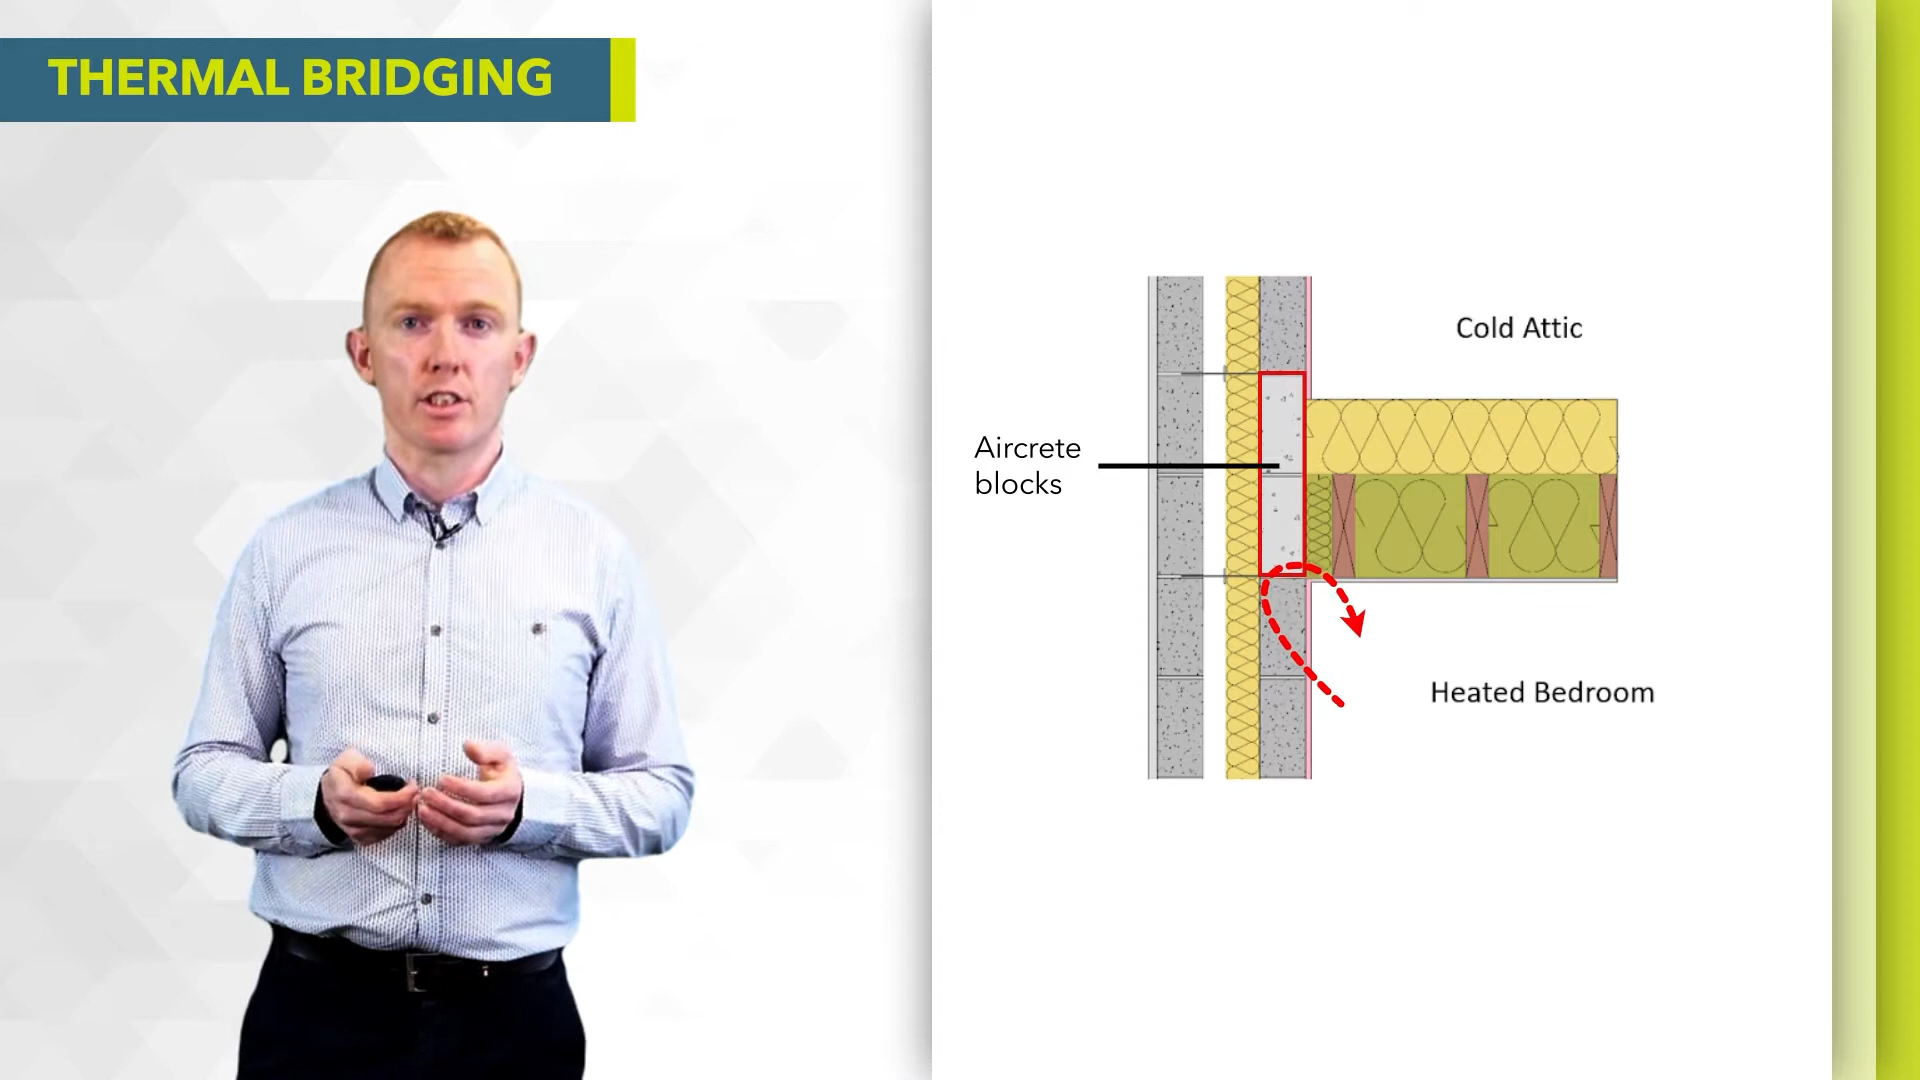 THERMAL BRIDGING
Cold Attic
Aircrete
blocks
Heated Bedroom